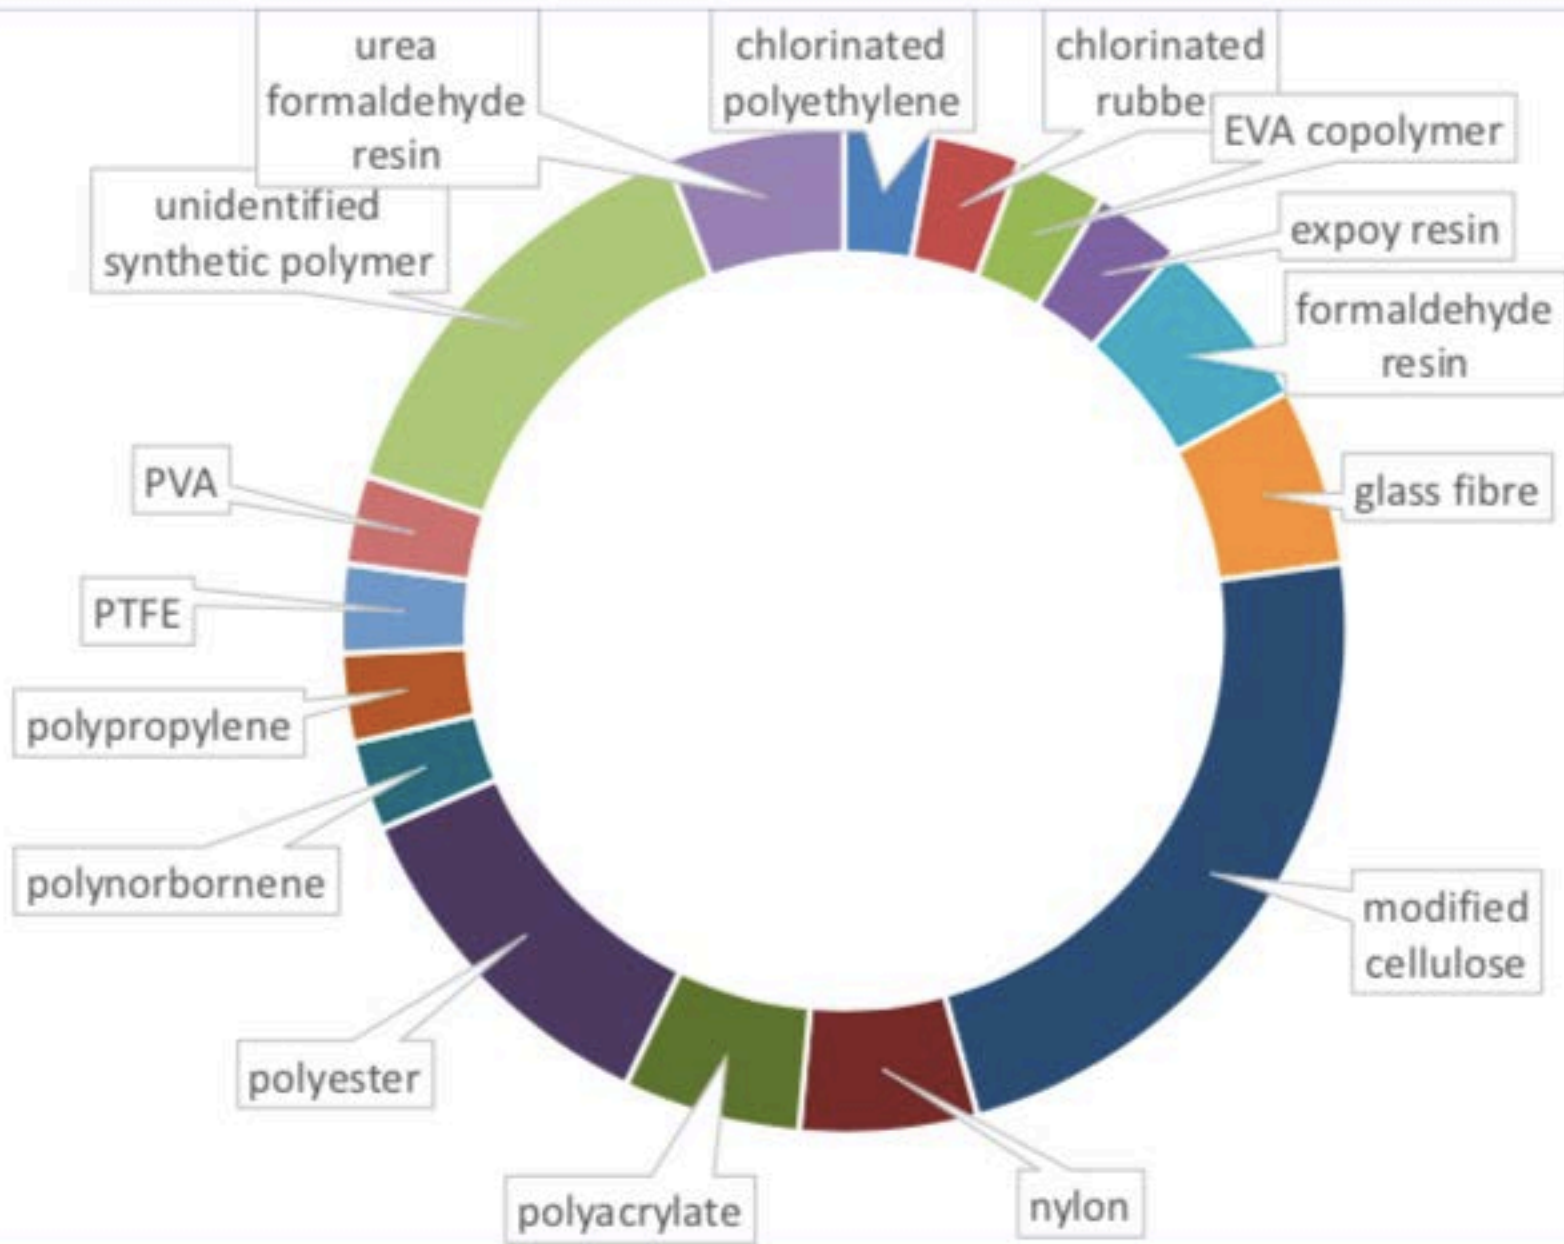 urea
formaldehyde
resin
chlorinated
polyethylene
chlorinated
rubbe
EVA copolymer
unidentified
synthetic polymer
expoy resin
formaldehyde
resin
PVA
glass fibre
PTFE
polypropylene
polynorbornene
modified
cellulose
polyester
polyacrylate
nylon